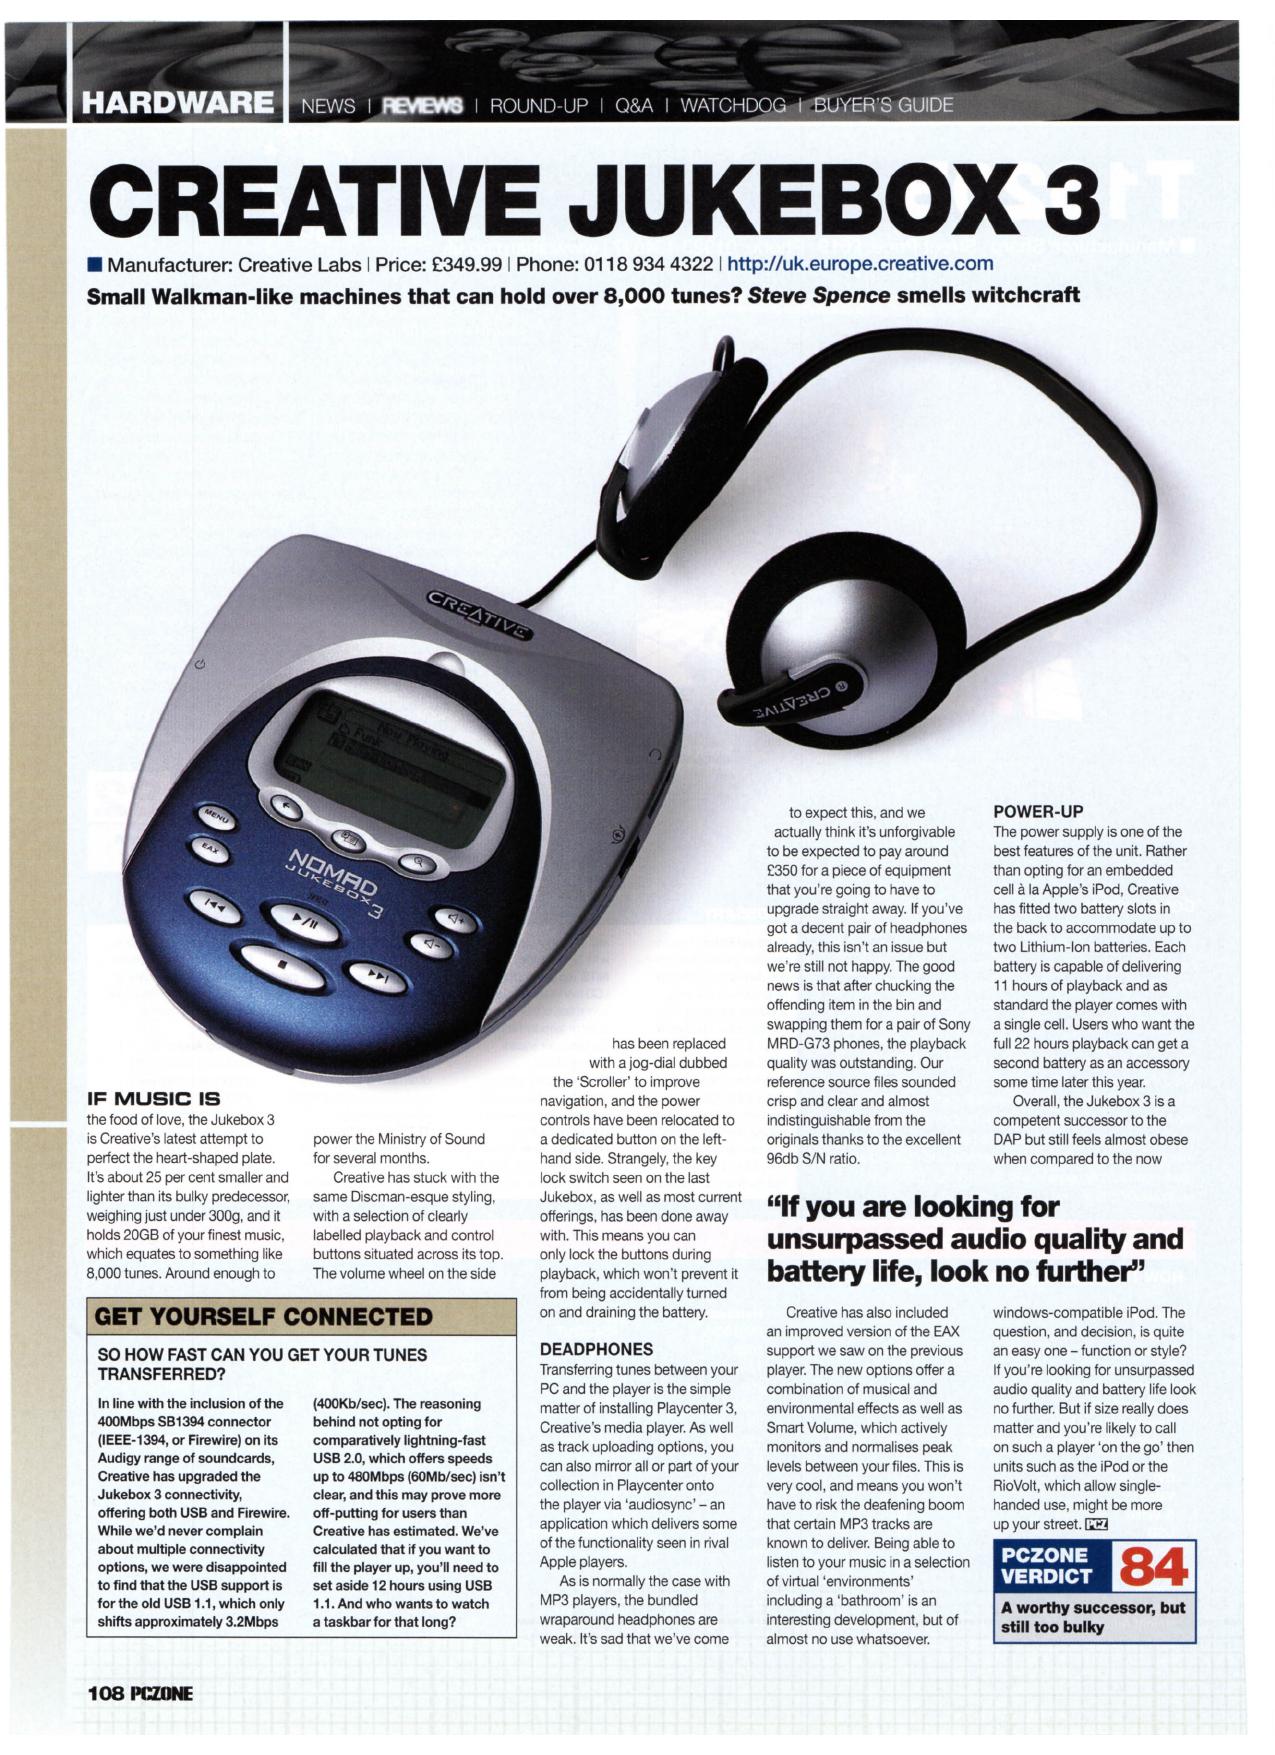 HARDWARE
NEWS | REVIEWS | ROUND-UP | Q&A | WATCHDOG | BUYER'S GUIDE
CREATIVE JUKEBOX 3
■ Manufacturer: Creative Labs | Price: £349.99 | Phone: 0118 934 4322 | http://uk.europe.creative.com
Small Walkman-like machines that can hold over 8,000 tunes? Steve Spence smells witchcraft
CREATIVE
CREATIVE
R
Now Playing
Funk
MENU
EAX
NOMAD
JUKEBOX 3
IF MUSIC IS
the food of love, the Jukebox 3
is Creative's latest attempt to
perfect the heart-shaped plate.
It's about 25 per cent smaller and
lighter than its bulky predecessor,
weighing just under 300g, and it
holds 20GB of your finest music,
which equates to something like
8,000 tunes. Around enough to
power the Ministry of Sound
for several months.
Creative has stuck with the
same Discman-esque styling,
with a selection of clearly
labelled playback and control
buttons situated across its top.
The volume wheel on the side
has been replaced
with a jog-dial dubbed
the 'Scroller' to improve
navigation, and the power
controls have been relocated to
a dedicated button on the left-
hand side. Strangely, the key
lock switch seen on the last
Jukebox, as well as most current
offerings, has been done away
with. This means you can
only lock the buttons during
playback, which won't prevent it
from being accidentally turned
on and draining the battery.
DEADPHONES
Transferring tunes between your
PC and the player is the simple
matter of installing Playcenter 3,
Creative's media player. As well
as track uploading options, you
can also mirror all or part of your
collection in Playcenter onto
the player via 'audiosync' – an
application which delivers some
of the functionality seen in rival
Apple players.
As is normally the case with
MP3 players, the bundled
wraparound headphones are
weak. It's sad that we've come
to expect this, and we
actually think it's unforgivable
to be expected to pay around
£350 for a piece of equipment
that you're going to have to
upgrade straight away. If you've
got a decent pair of headphones
already, this isn't an issue but
we're still not happy. The good
news is that after chucking the
offending item in the bin and
swapping them for a pair of Sony
MRD-G73 phones, the playback
quality was outstanding. Our
reference source files sounded
crisp and clear and almost
indistinguishable from the
originals thanks to the excellent
96db S/N ratio.
"If you are looking for
unsurpassed audio quality and
battery life, look no further"
Creative has also included
an improved version of the EAX
support we saw on the previous
player. The new options offer a
combination of musical and
environmental effects as well as
Smart Volume, which actively
monitors and normalises peak
levels between your files. This is
very cool, and means you won't
have to risk the deafening boom
that certain MP3 tracks are
known to deliver. Being able to
listen to your music in a selection
of virtual 'environments'
including a 'bathroom' is an
interesting development, but of
almost no use whatsoever.
POWER-UP
The power supply is one of the
best features of the unit. Rather
than opting for an embedded
cell à la Apple's iPod, Creative
has fitted two battery slots in
the back to accommodate up to
two Lithium-Ion batteries. Each
battery is capable of delivering
11 hours of playback and as
standard the player comes with
a single cell. Users who want the
full 22 hours playback can get a
second battery as an accessory
some time later this year.
Overall, the Jukebox 3 is a
competent successor to the
DAP but still feels almost obese
when compared to the now
windows-compatible iPod. The
question, and decision, is quite
an easy one – function or style?
If you're looking for unsurpassed
audio quality and battery life look
no further. But if size really does
matter and you're likely to call
on such a player 'on the go' then
units such as the iPod or the
RioVolt, which allow single-
handed use, might be more
up your street. PCZ
PCZONE
VERDICT 84
A worthy successor, but
still too bulky
GET YOURSELF CONNECTED
SO HOW FAST CAN YOU GET YOUR TUNES
TRANSFERRED?
In line with the inclusion of the
400Mbps SB1394 connector
(IEEE-1394, or Firewire) on its
Audigy range of soundcards,
Creative has upgraded the
Jukebox 3 connectivity,
offering both USB and Firewire.
While we'd never complain
about multiple connectivity
options, we were disappointed
to find that the USB support is
for the old USB 1.1, which only
shifts approximately 3.2Mbps
(400Kb/sec). The reasoning
behind not opting for
comparatively lightning-fast
USB 2.0, which offers speeds
up to 480Mbps (60Mb/sec) isn't
clear, and this may prove more
off-putting for users than
Creative has estimated. We've
calculated that if you want to
fill the player up, you'll need to
set aside 12 hours using USB
1.1. And who wants to watch
a taskbar for that long?
108 PCZONE